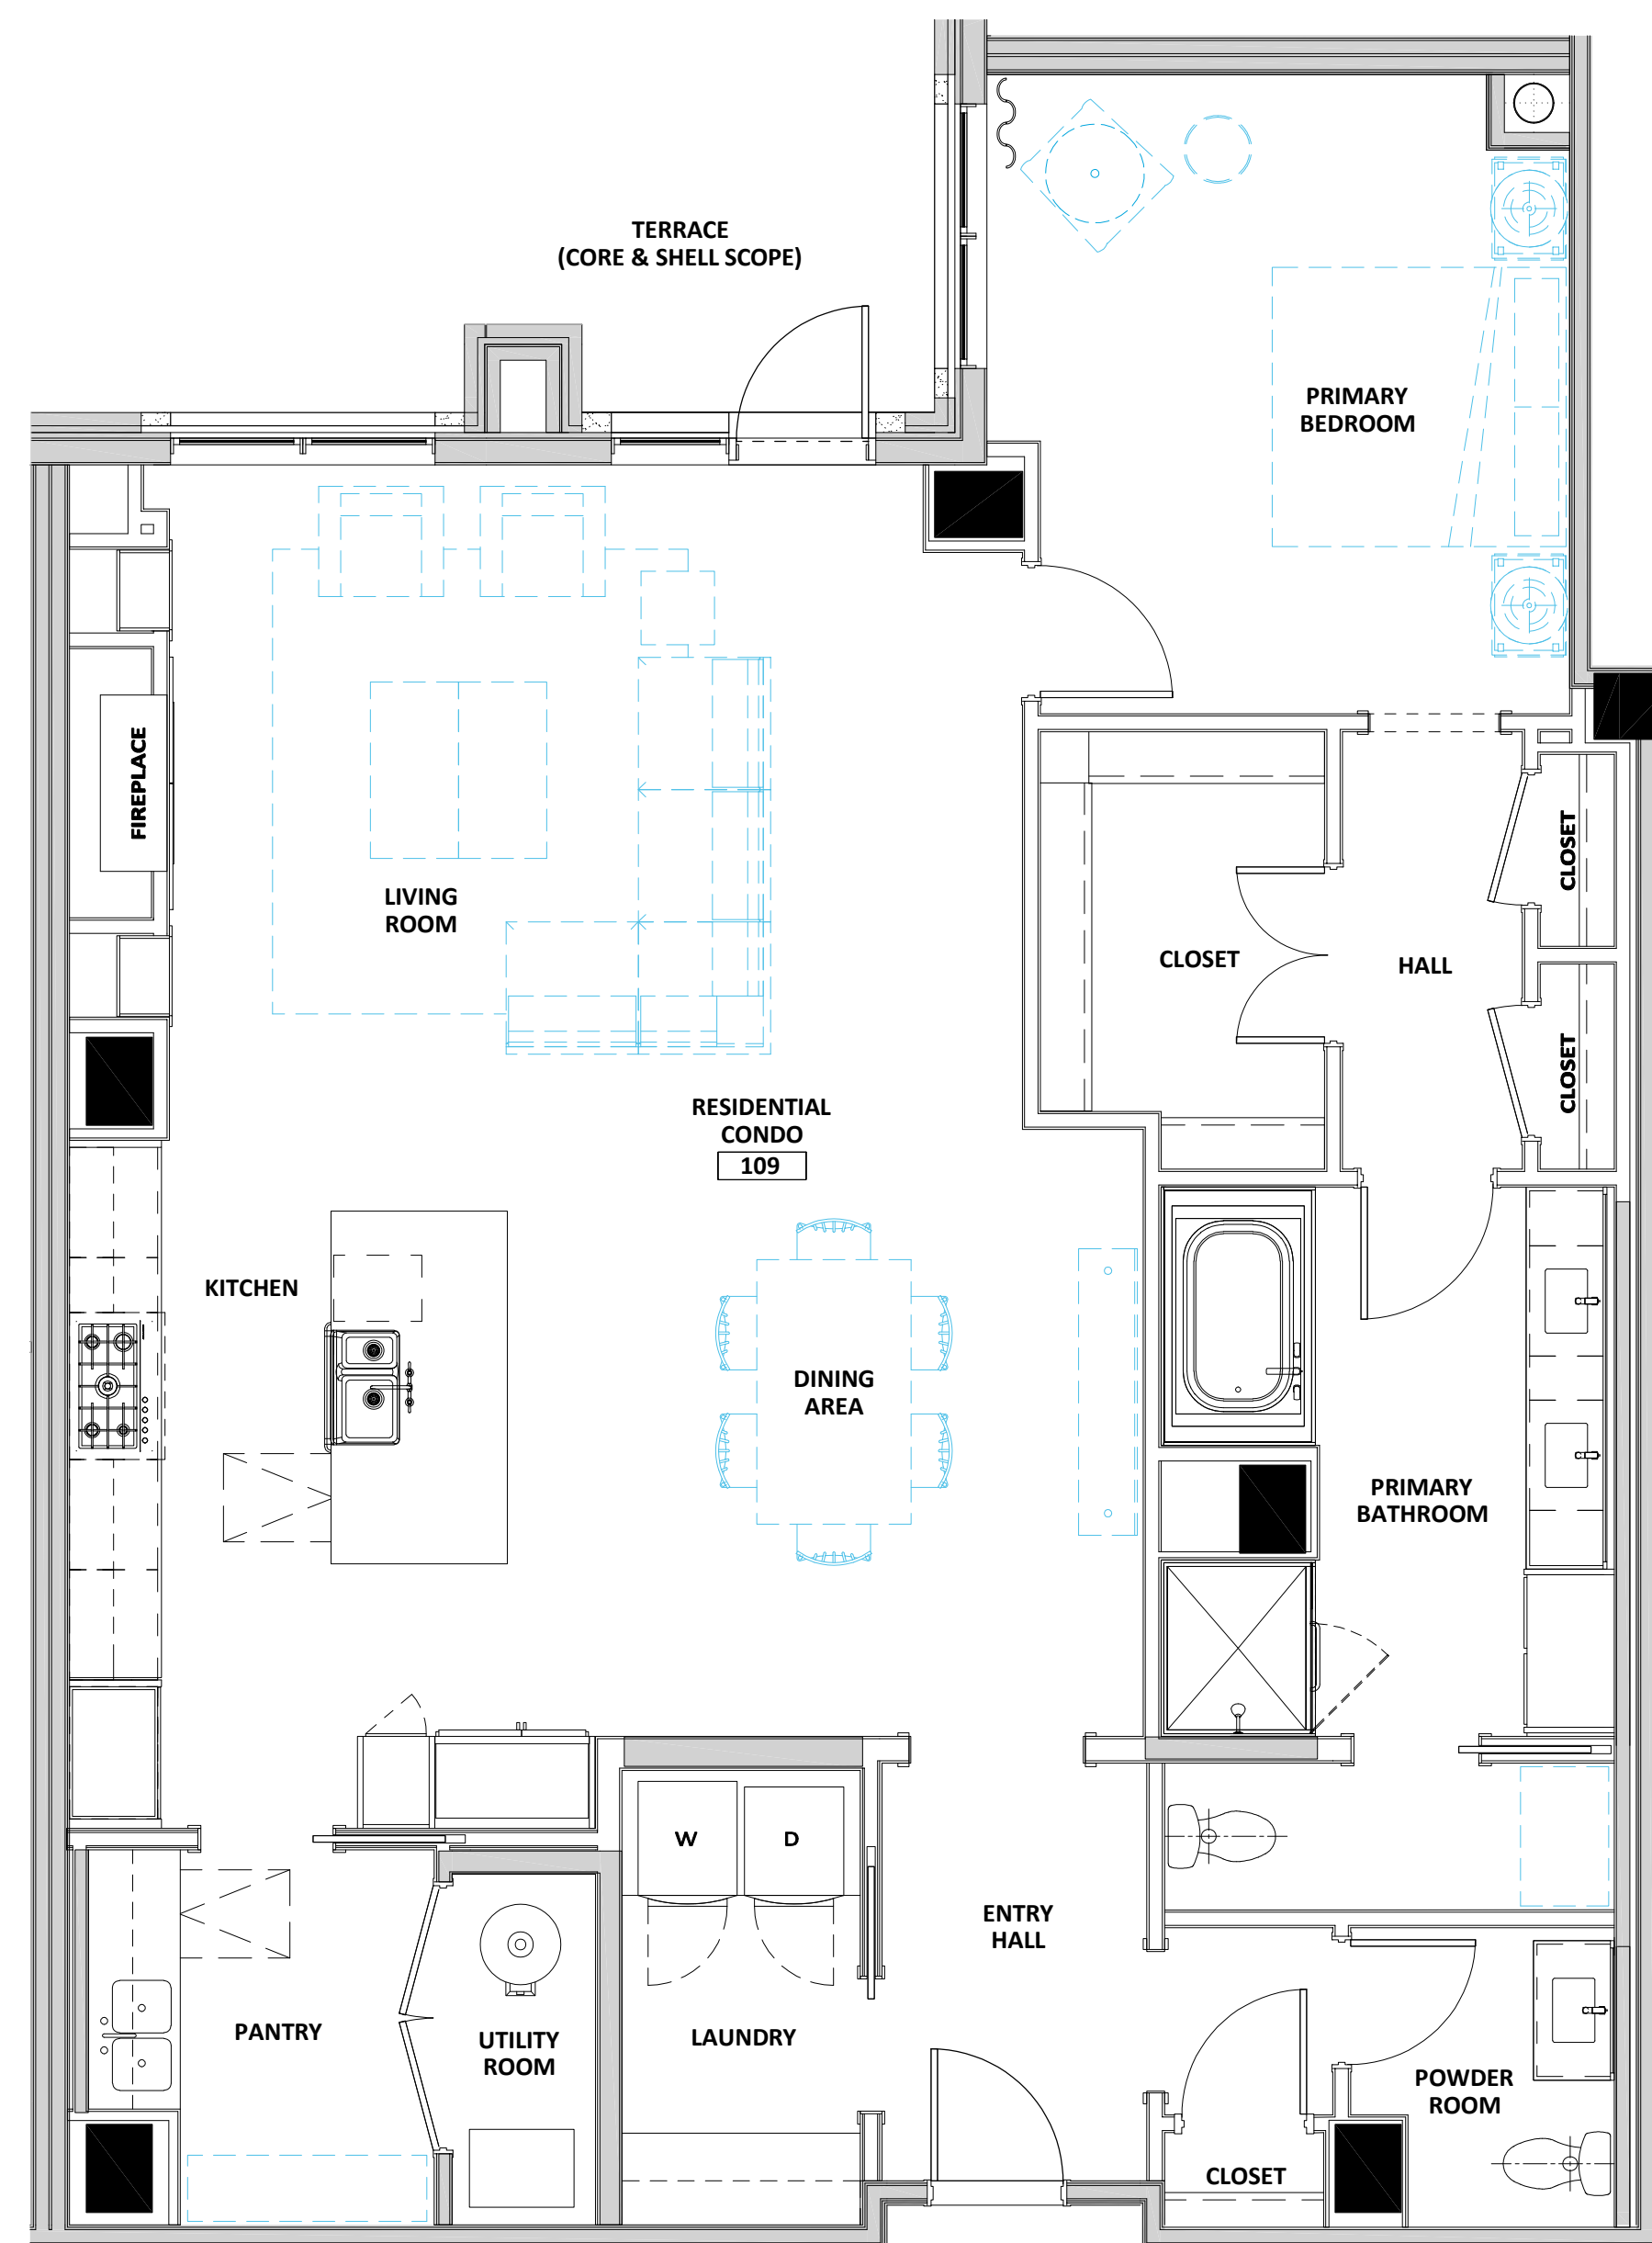 TERRACE
(CORE & SHELL SCOPE)
PRIMARY
BEDROOM
FIREPLACE
LIVING
ROOM
CLOSET
CLOSET
HALL
CLOSET
RESIDENTIAL
CONDO
109
KITCHEN
DINING
AREA
PRIMARY
BATHROOM
W
D
ENTRY
HALL
PANTRY
UTILITY
ROOM
LAUNDRY
POWDER
ROOM
CLOSET